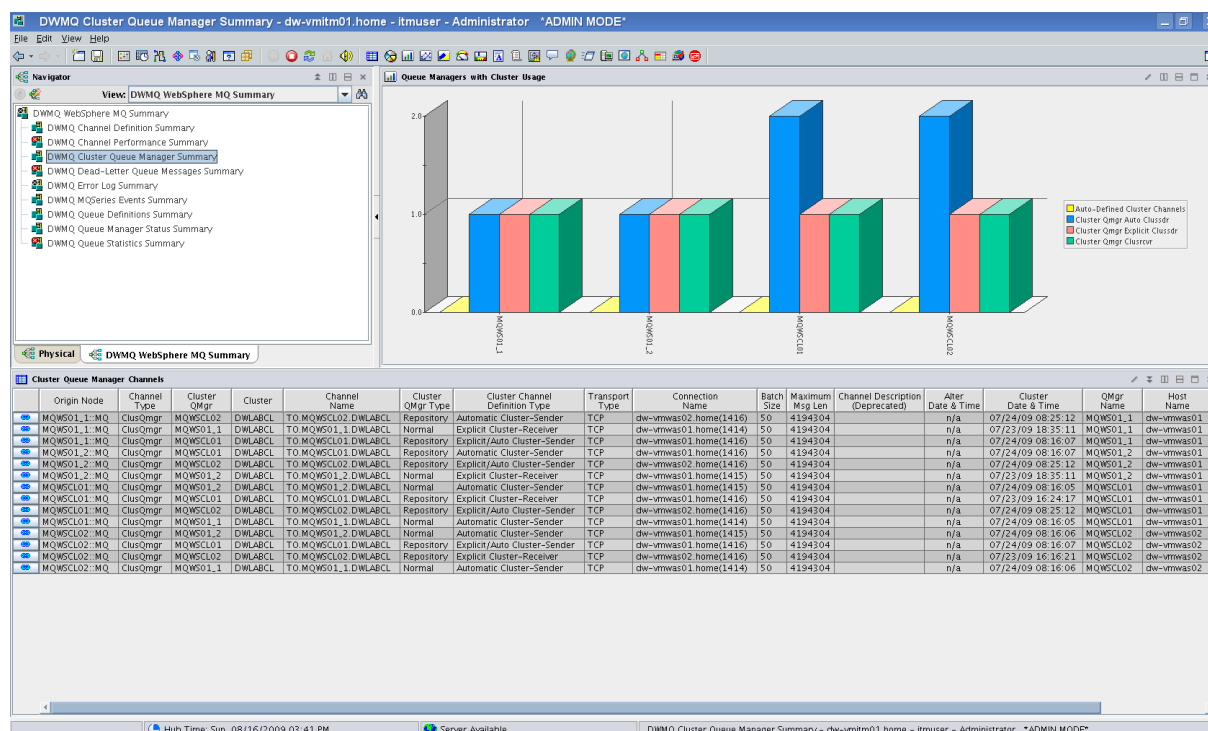 DWMQ Cluster Queue Manager Summary - dw-vmitm01.home - itmuser - Administrator *ADMIN MODE*
File Edit View Help
Navigator
View: DWMQ WebSphere MQ Summary
DWMQ WebSphere MQ Summary
DWMQ Channel Definition Summary
DWMQ Channel Performance Summary
DWMQ Cluster Queue Manager Summary
DWMQ Dead-Letter Queue Messages Summary
DWMQ Error Log Summary
DWMQ MQSeries Events Summary
DWMQ Queue Definitions Summary
DWMQ Queue Manager Status Summary
DWMQ Queue Statistics Summary
Physical DWMQ WebSphere MQ Summary
Queue Managers with Cluster Usage
2.0
1.0
0.0
MQWS01_1 MQWS01_2 MQWSCL01 MQWSCL02
Auto-Defined Cluster Channels
Cluster Qmgr Auto Clussdr
Cluster Qmgr Explicit Clussdr
Cluster Qmgr Clusrcvr
Cluster Queue Manager Channels
Origin Node Channel Type Cluster QMgr Cluster Channel Name Cluster QMgr Type Cluster Channel Definition Type Transport Type Connection Name Batch Size Maximum Msg Len Channel Description (Deprecated) Alter Date & Time Cluster Date & Time QMgr Name Host Name
MQWS01_1::MQ ClusQmgr MQWSCL02 DWLABCL TO.MQWSCL02.DWLABCL Repository Automatic Cluster-Sender TCP dw-vmwas02.home(1416) 50 4194304 n/a 07/24/09 08:25:12 MQWS01_1 dw-vmwas01
MQWS01_1::MQ ClusQmgr MQWS01_1 DWLABCL TO.MQWS01_1.DWLABCL Normal Explicit Cluster-Receiver TCP dw-vmwas01.home(1414) 50 4194304 n/a 07/23/09 18:35:11 MQWS01_1 dw-vmwas01
MQWS01_1::MQ ClusQmgr MQWSCL01 DWLABCL TO.MQWSCL01.DWLABCL Repository Explicit/Auto Cluster-Sender TCP dw-vmwas01.home(1416) 50 4194304 n/a 07/24/09 08:16:07 MQWS01_1 dw-vmwas01
MQWS01_2::MQ ClusQmgr MQWSCL01 DWLABCL TO.MQWSCL01.DWLABCL Repository Automatic Cluster-Sender TCP dw-vmwas01.home(1416) 50 4194304 n/a 07/24/09 08:16:07 MQWS01_2 dw-vmwas01
MQWS01_2::MQ ClusQmgr MQWSCL02 DWLABCL TO.MQWSCL02.DWLABCL Repository Explicit/Auto Cluster-Sender TCP dw-vmwas02.home(1416) 50 4194304 n/a 07/24/09 08:25:12 MQWS01_2 dw-vmwas01
MQWS01_2::MQ ClusQmgr MQWS01_2 DWLABCL TO.MQWS01_2.DWLABCL Normal Explicit Cluster-Receiver TCP dw-vmwas01.home(1415) 50 4194304 n/a 07/23/09 18:35:11 MQWS01_2 dw-vmwas01
MQWSCL01::MQ ClusQmgr MQWS01_2 DWLABCL TO.MQWS01_2.DWLABCL Normal Automatic Cluster-Sender TCP dw-vmwas01.home(1415) 50 4194304 n/a 07/24/09 08:16:05 MQWSCL01 dw-vmwas01
MQWSCL01::MQ ClusQmgr MQWSCL01 DWLABCL TO.MQWSCL01.DWLABCL Repository Explicit Cluster-Receiver TCP dw-vmwas01.home(1416) 50 4194304 n/a 07/23/09 16:24:17 MQWSCL01 dw-vmwas01
MQWSCL01::MQ ClusQmgr MQWSCL02 DWLABCL TO.MQWSCL02.DWLABCL Repository Explicit/Auto Cluster-Sender TCP dw-vmwas02.home(1416) 50 4194304 n/a 07/24/09 08:25:12 MQWSCL01 dw-vmwas01
MQWSCL01::MQ ClusQmgr MQWS01_1 DWLABCL TO.MQWS01_1.DWLABCL Normal Automatic Cluster-Sender TCP dw-vmwas01.home(1414) 50 4194304 n/a 07/24/09 08:16:05 MQWSCL01 dw-vmwas01
MQWSCL02::MQ ClusQmgr MQWS01_2 DWLABCL TO.MQWS01_2.DWLABCL Normal Automatic Cluster-Sender TCP dw-vmwas01.home(1415) 50 4194304 n/a 07/24/09 08:16:06 MQWSCL02 dw-vmwas02
MQWSCL02::MQ ClusQmgr MQWSCL01 DWLABCL TO.MQWSCL01.DWLABCL Repository Explicit/Auto Cluster-Sender TCP dw-vmwas01.home(1416) 50 4194304 n/a 07/24/09 08:16:07 MQWSCL02 dw-vmwas02
MQWSCL02::MQ ClusQmgr MQWSCL02 DWLABCL TO.MQWSCL02.DWLABCL Repository Explicit Cluster-Receiver TCP dw-vmwas02.home(1416) 50 4194304 n/a 07/23/09 16:16:21 MQWSCL02 dw-vmwas02
MQWSCL02::MQ ClusQmgr MQWS01_1 DWLABCL TO.MQWS01_1.DWLABCL Normal Automatic Cluster-Sender TCP dw-vmwas01.home(1414) 50 4194304 n/a 07/24/09 08:16:06 MQWSCL02 dw-vmwas02
Hub Time: Sun, 08/16/2009 03:41 PM Server Available DWMQ Cluster Queue Manager Summary - dw-vmitm01.home - itmuser - Administrator *ADMIN MODE*